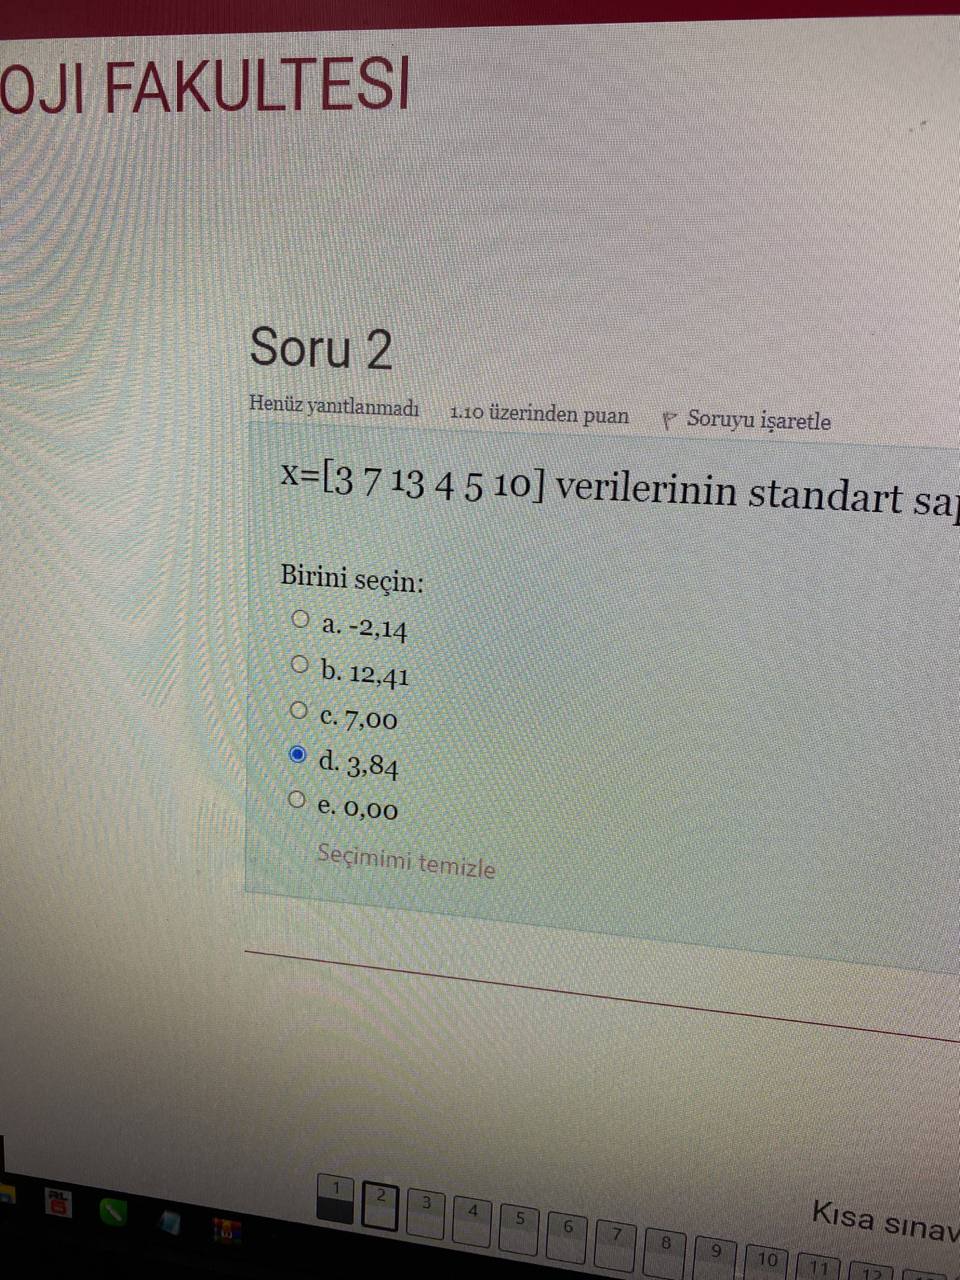 OJI FAKULTESI
Soru 2
Henüz yanıtlanmadı 1.10 üzerinden puan Soruyu işaretle
x=[3 7 13 4 5 10] verilerinin standart sap
Birini seçin:
a. -2,14
b. 12,41
c. 7,00
d. 3,84
e. 0,00
Seçimimi temizle
1 2 3 4 5 6 7 8 9 10 11 12
Kısa sınav